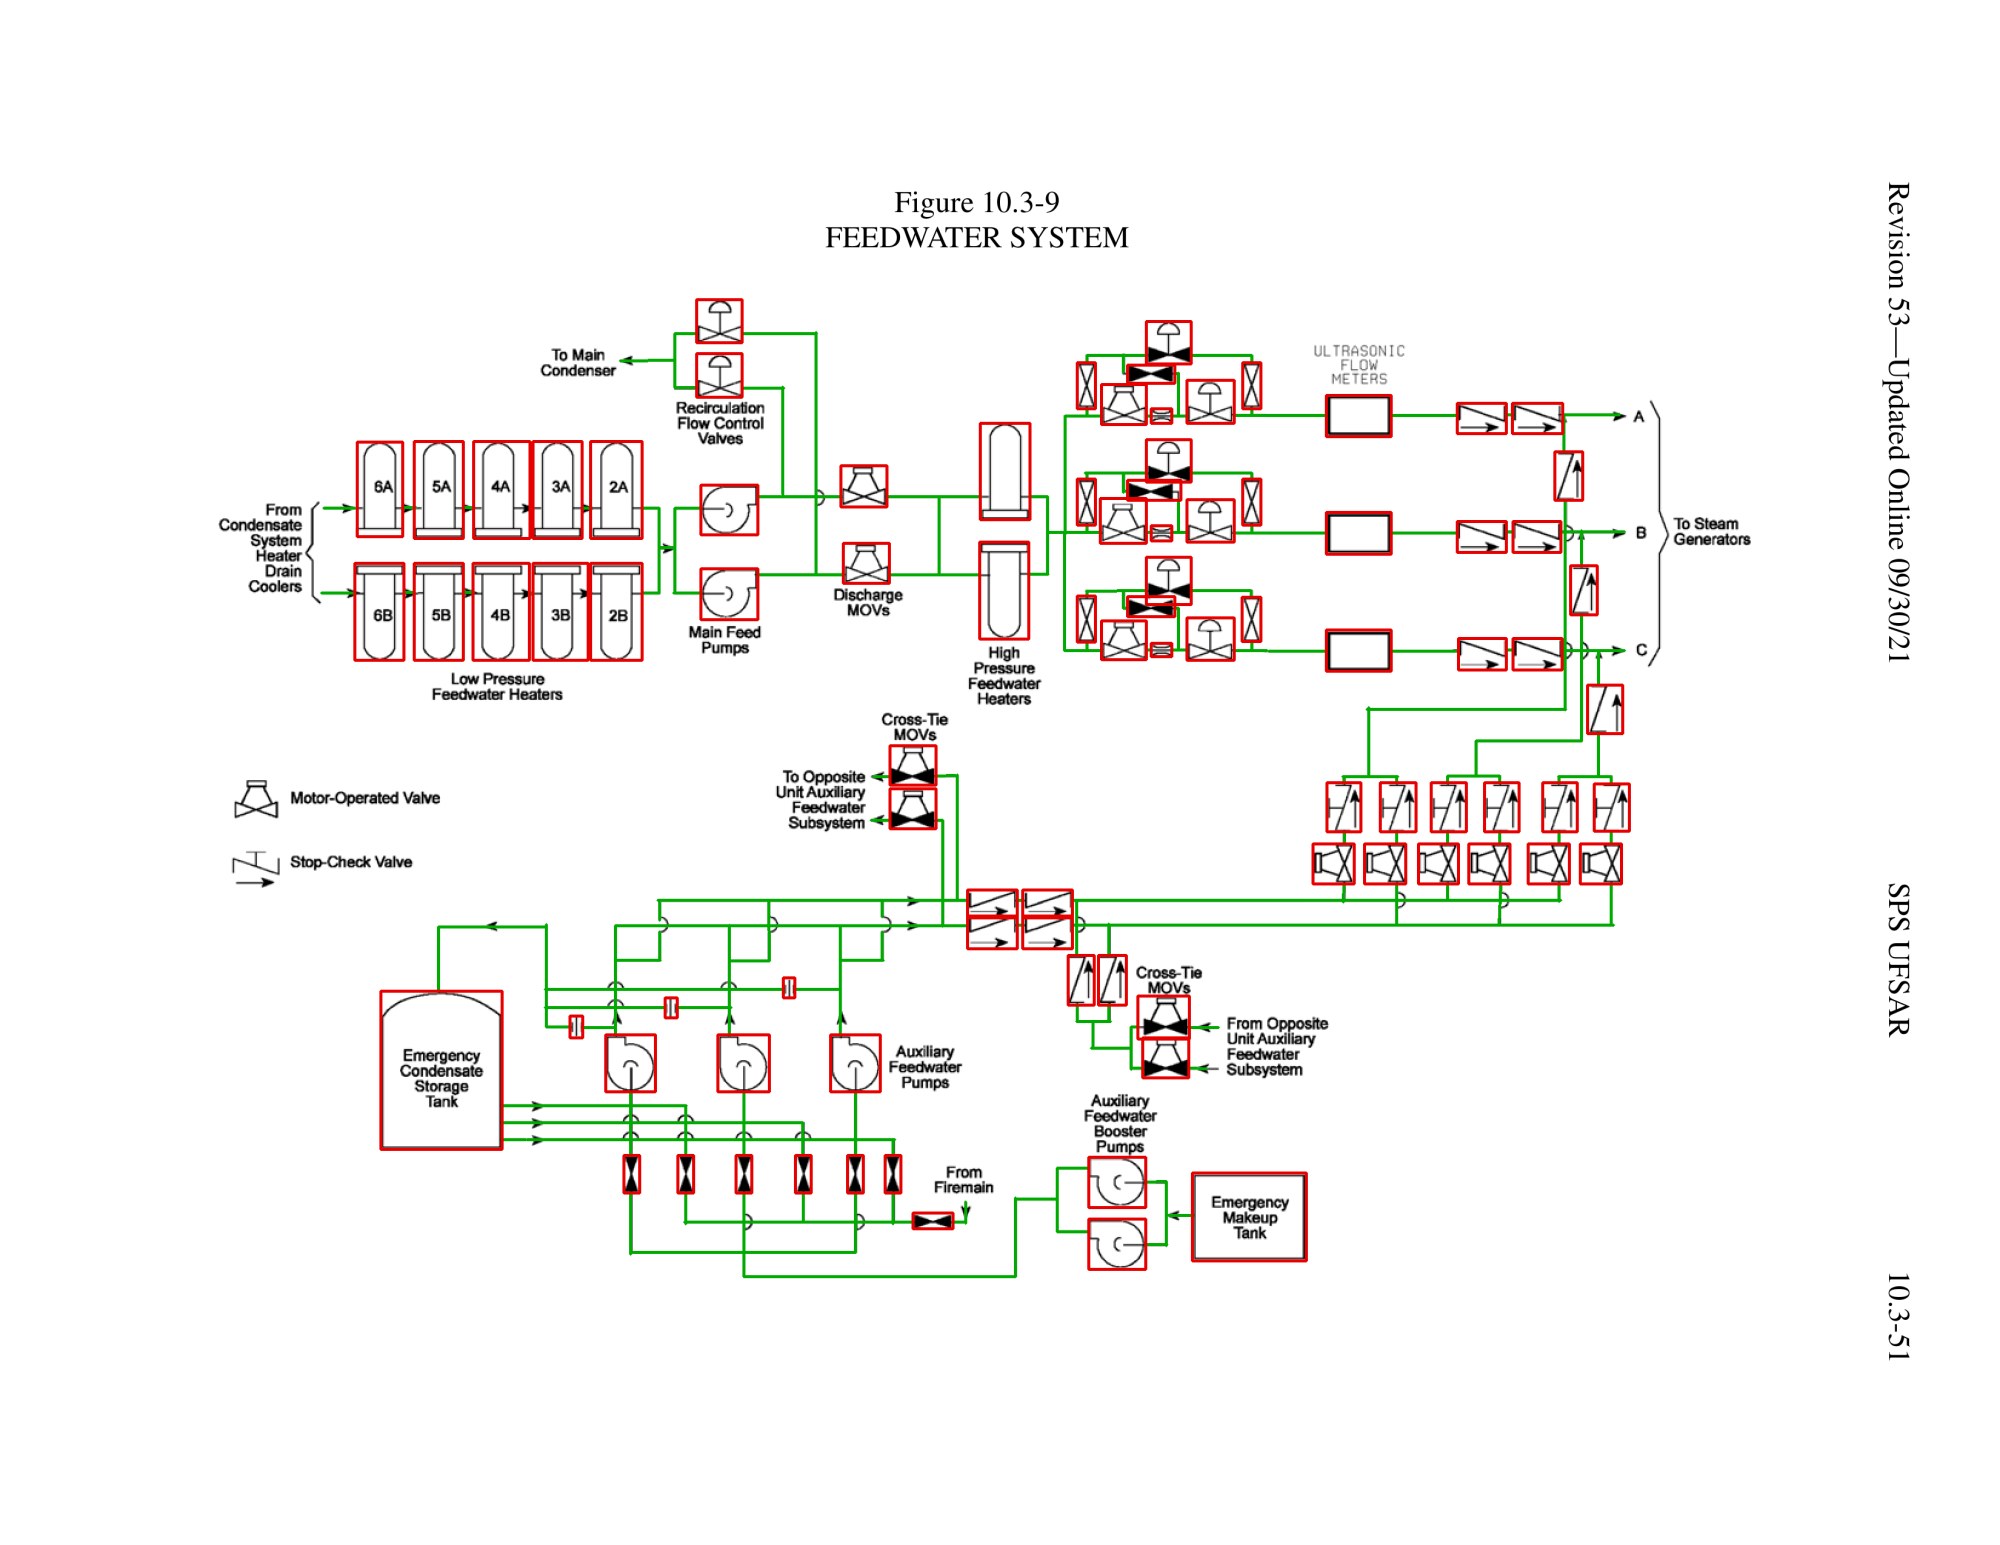 Figure 10.3-9
FEEDWATER SYSTEM
Revision 53—Updated Online 09/30/21
SPS UFSAR
10.3-51
To Main
Condenser
Recirculation
Flow Control
Valves
ULTRASONIC
FLOW
METERS
A
B
C
To Steam
Generators
From
Condensate
System
Heater
Drain
Coolers
6A
5A
4A
3A
2A
6B
5B
4B
3B
2B
Low Pressure
Feedwater Heaters
Main Feed
Pumps
Discharge
MOVs
High
Pressure
Feedwater
Heaters
Cross-Tie
MOVs
To Opposite
Unit Auxiliary
Feedwater
Subsystem
Motor-Operated Valve
Stop-Check Valve
Cross-Tie
MOVs
From Opposite
Unit Auxiliary
Feedwater
Subsystem
Emergency
Condensate
Storage
Tank
Auxiliary
Feedwater
Pumps
Auxiliary
Feedwater
Booster
Pumps
From
Firemain
Emergency
Makeup
Tank